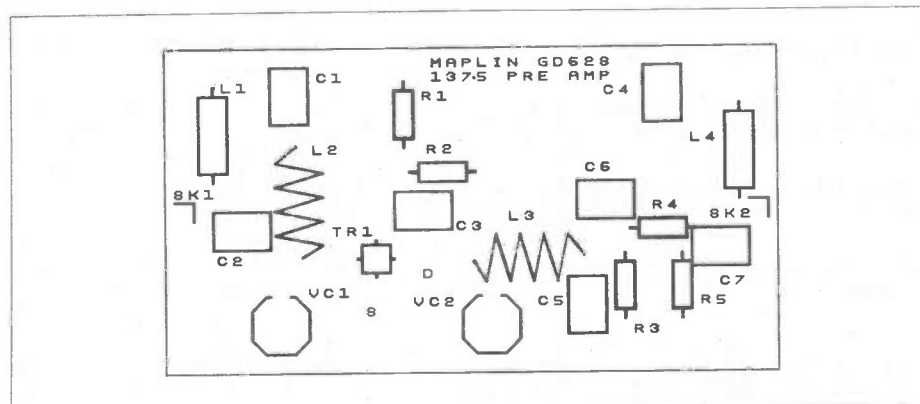 MAPLIN GD628
137.5 PRE AMP
C1
C4
L1
R1
L4
L2
R2
C6
SK1
R4
SK2
L3
C3
TR1
C2
D
C7
VC1
S
VC2
C5
R3
R5